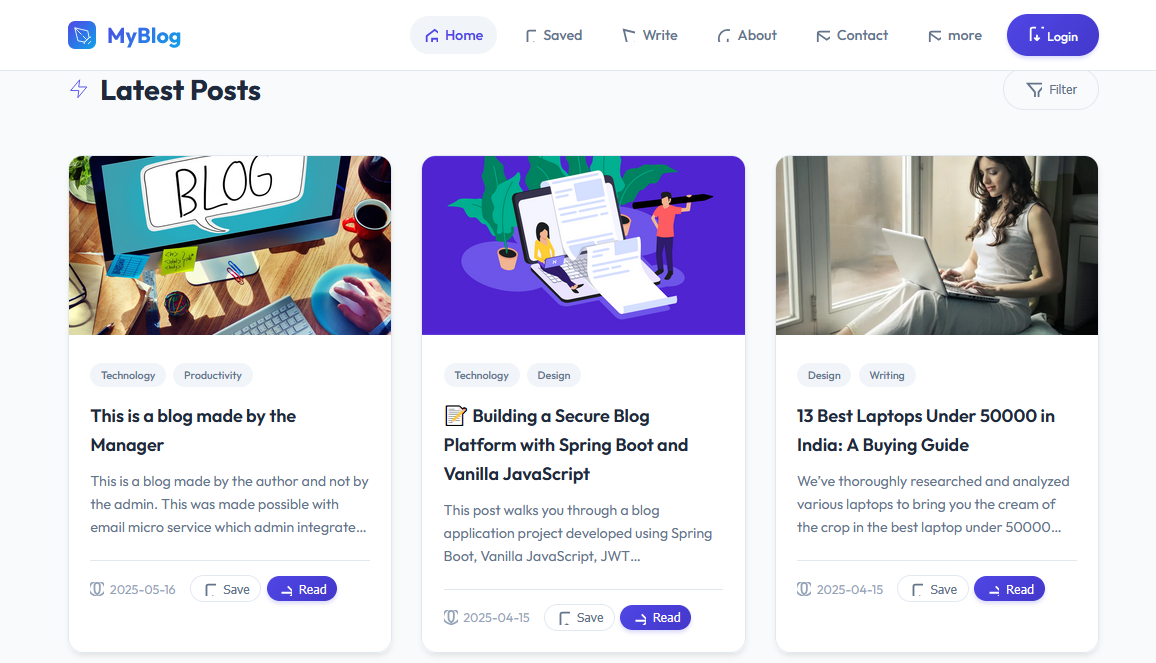 MyBlog
Home
Saved
Write
About
Contact
more
Login
Latest Posts
Filter
BLOG
Technology
Productivity
This is a blog made by the
Manager
This is a blog made by the author and not by
the admin. This was made possible with
email micro service which admin integrate...
2025-05-16
Save
Read
Technology
Design
📝 Building a Secure Blog
Platform with Spring Boot and
Vanilla JavaScript
This post walks you through a blog
application project developed using Spring
Boot, Vanilla JavaScript, JWT...
2025-04-15
Save
Read
Design
Writing
13 Best Laptops Under 50000 in
India: A Buying Guide
We've thoroughly researched and analyzed
various laptops to bring you the cream of
the crop in the best laptop under 50000...
2025-04-15
Save
Read